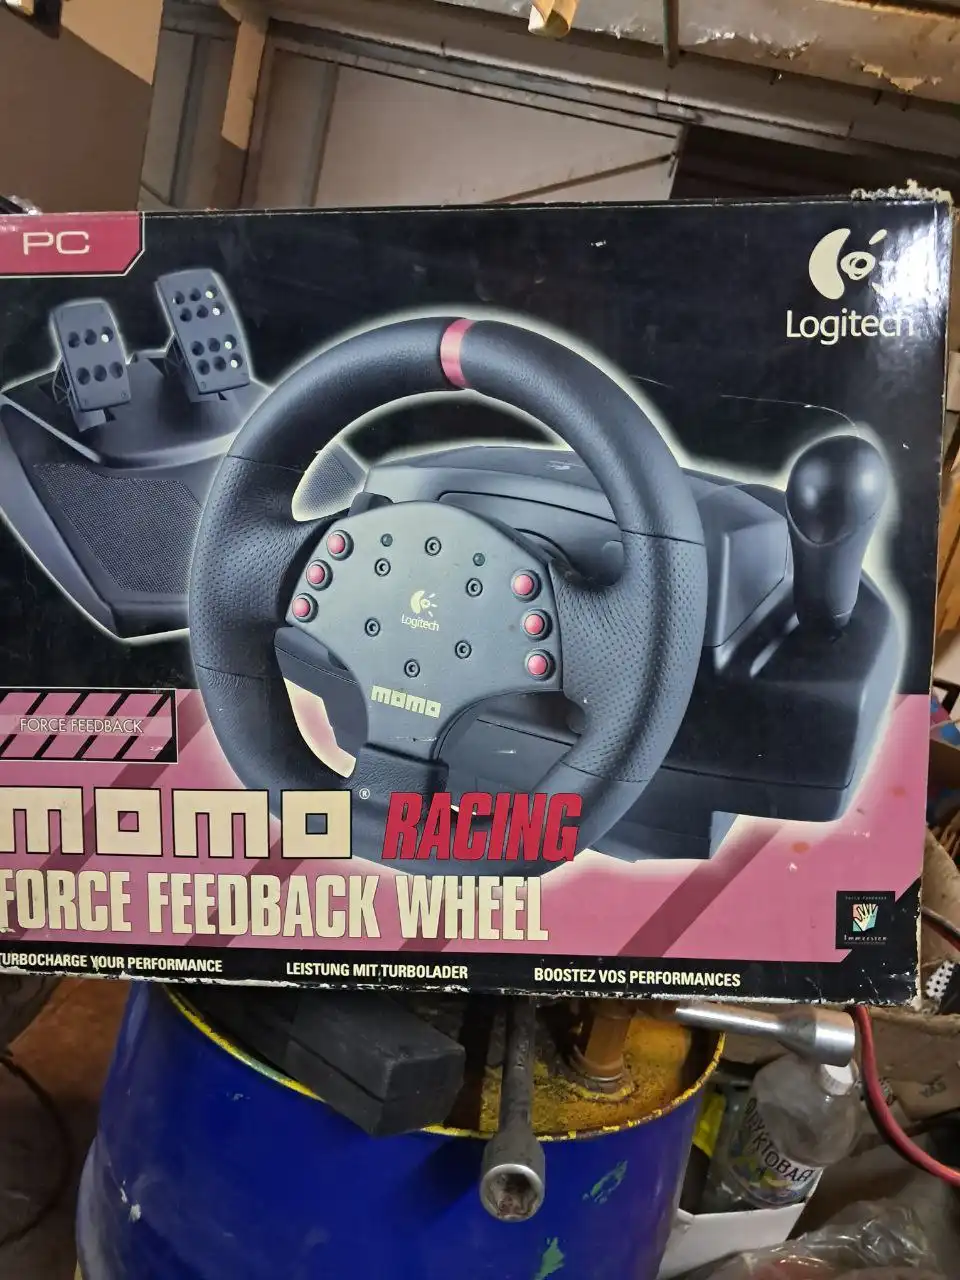 PC
Logitech
Logitech
momo
FORCE FEEDBACK
momo® RACING
FORCE FEEDBACK WHEEL
TURBOCHARGE YOUR PERFORMANCE
LEISTUNG MIT TURBOLADER
BOOSTEZ VOS PERFORMANCES
Immersion